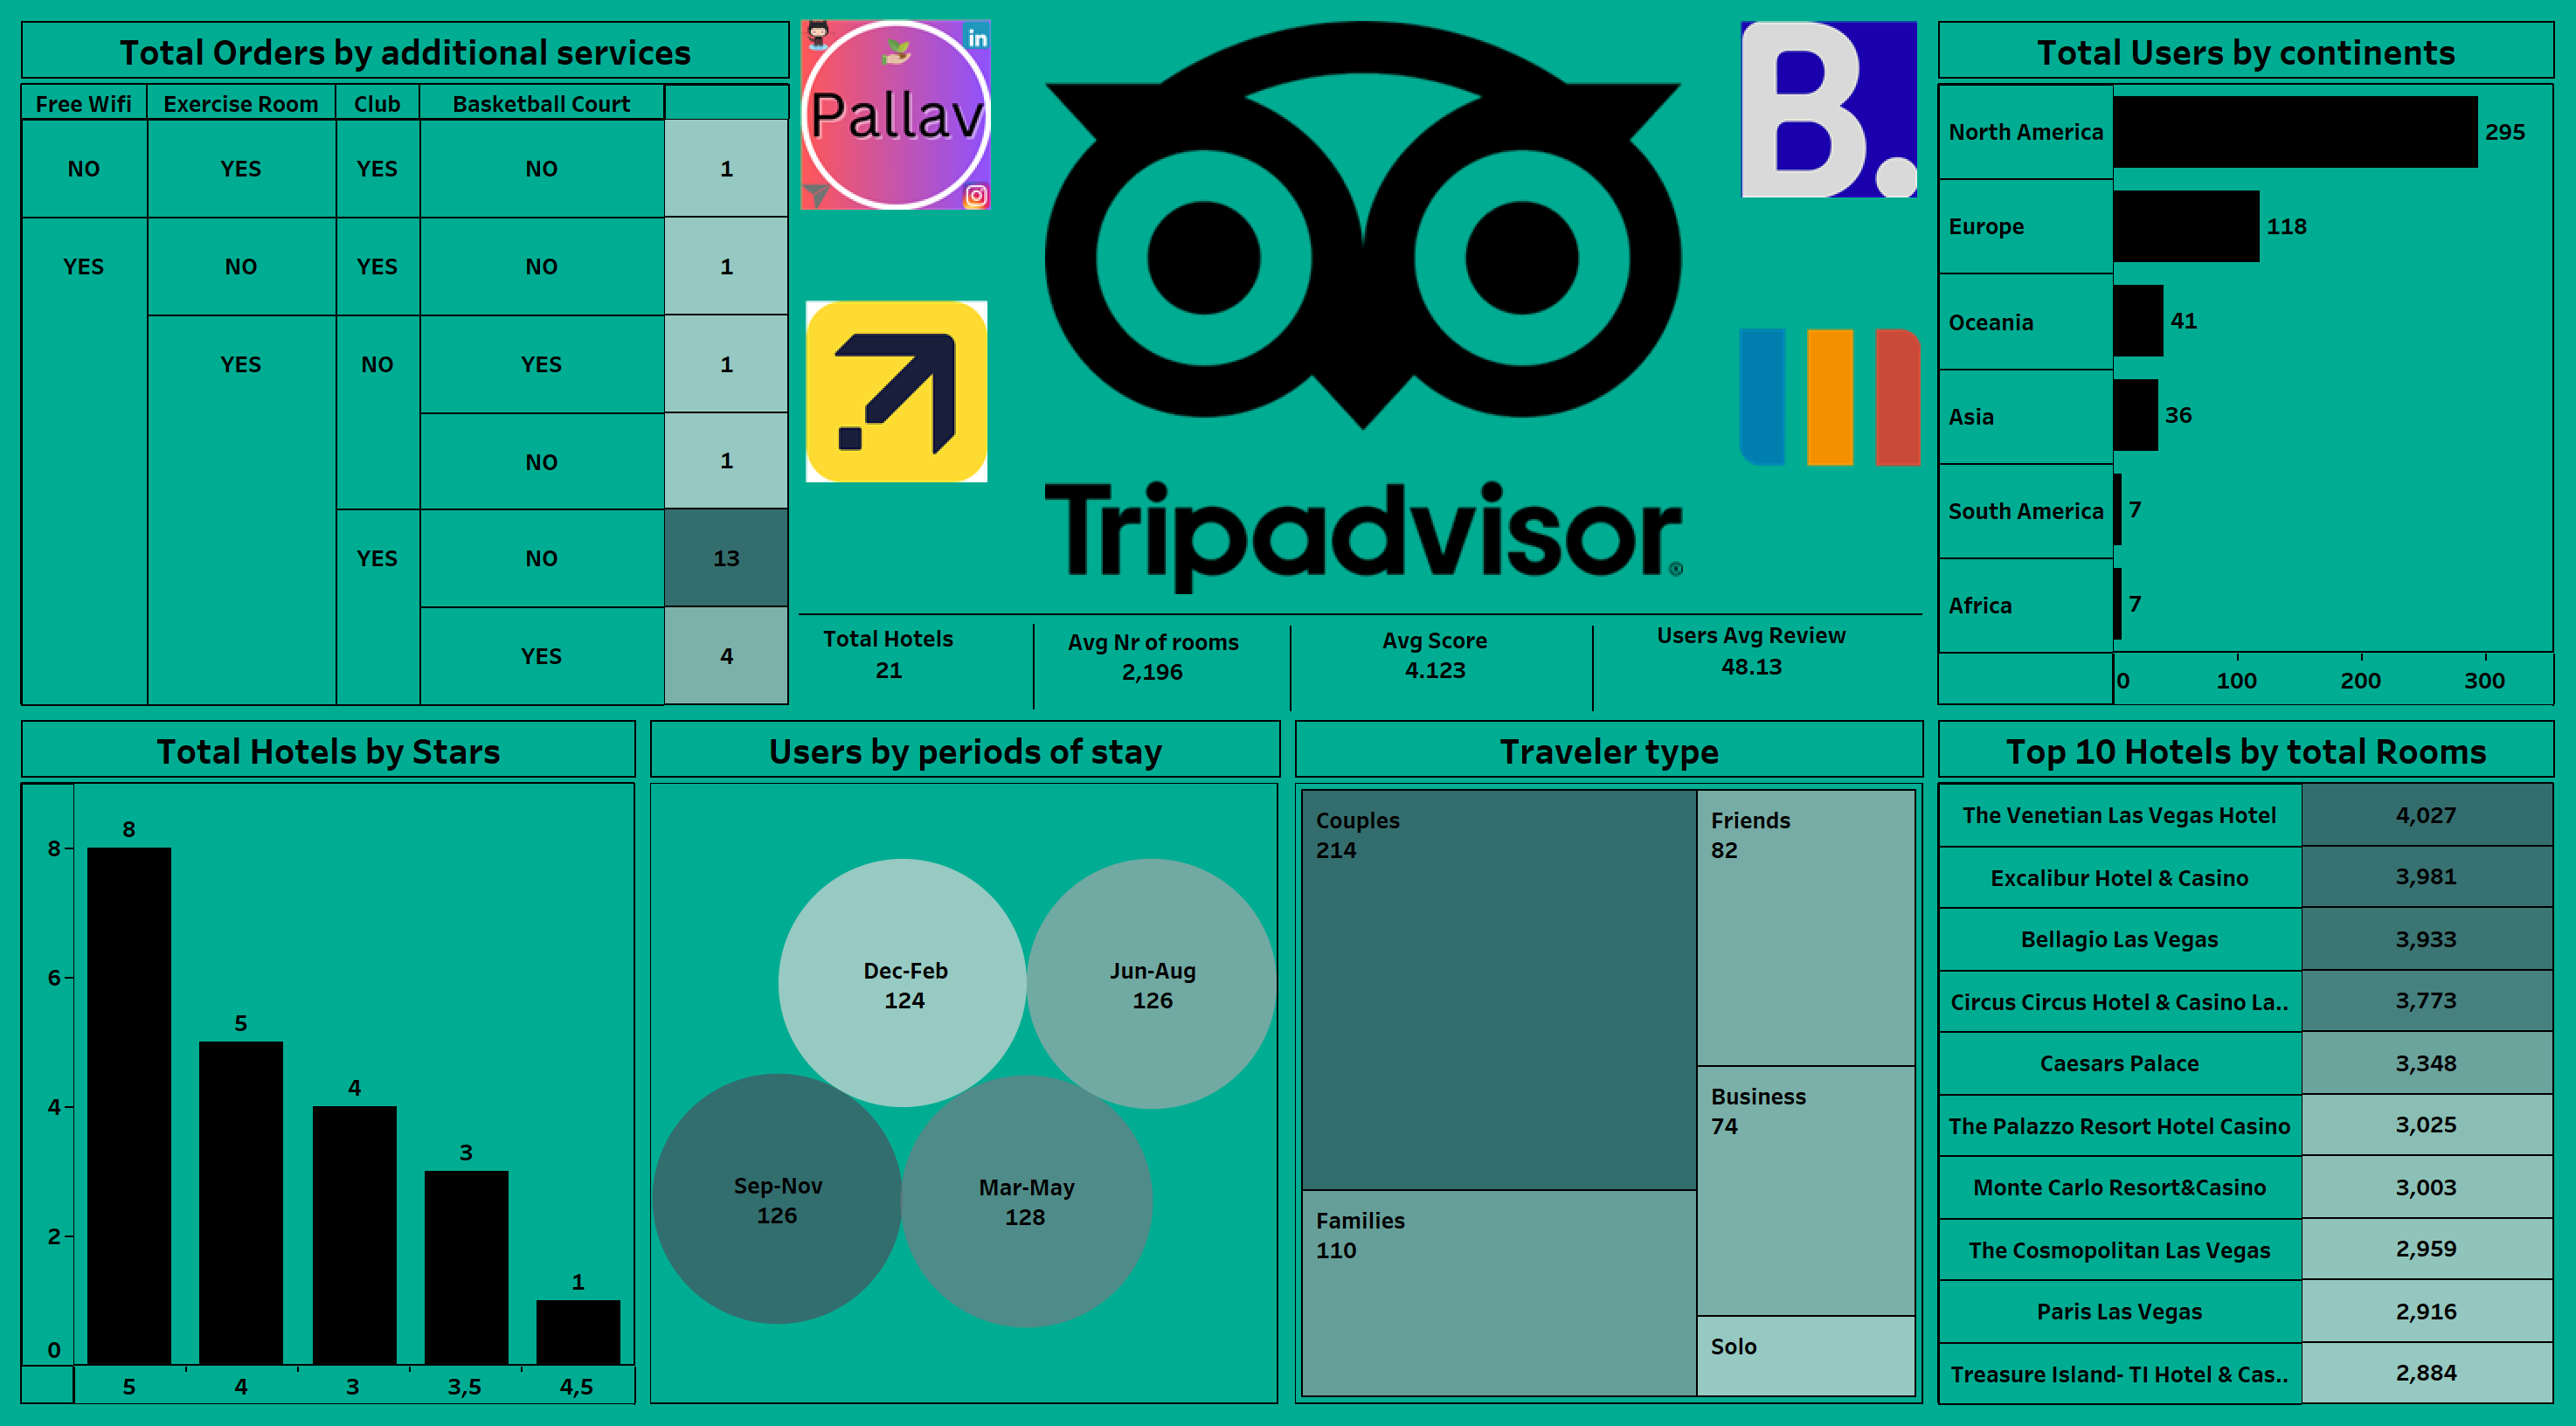 Total Orders by additional services
Free Wifi Exercise Room Club Basketball Court
NO YES YES NO 1
YES NO YES NO 1
YES NO YES 1
NO 1
YES NO 13
YES 4
Pallav
in
B.
Tripadvisor®
Total Hotels
21
Avg Nr of rooms
2,196
Avg Score
4.123
Users Avg Review
48.13
Total Users by continents
North America 295
Europe 118
Oceania 41
Asia 36
South America 7
Africa 7
0 100 200 300
Total Hotels by Stars
8
6
4
2
0
8
5
4
3
1
5 4 3 3,5 4,5
Users by periods of stay
Dec-Feb
124
Jun-Aug
126
Sep-Nov
126
Mar-May
128
Traveler type
Couples
214
Families
110
Friends
82
Business
74
Solo
Top 10 Hotels by total Rooms
The Venetian Las Vegas Hotel 4,027
Excalibur Hotel & Casino 3,981
Bellagio Las Vegas 3,933
Circus Circus Hotel & Casino La.. 3,773
Caesars Palace 3,348
The Palazzo Resort Hotel Casino 3,025
Monte Carlo Resort&Casino 3,003
The Cosmopolitan Las Vegas 2,959
Paris Las Vegas 2,916
Treasure Island- TI Hotel & Cas.. 2,884